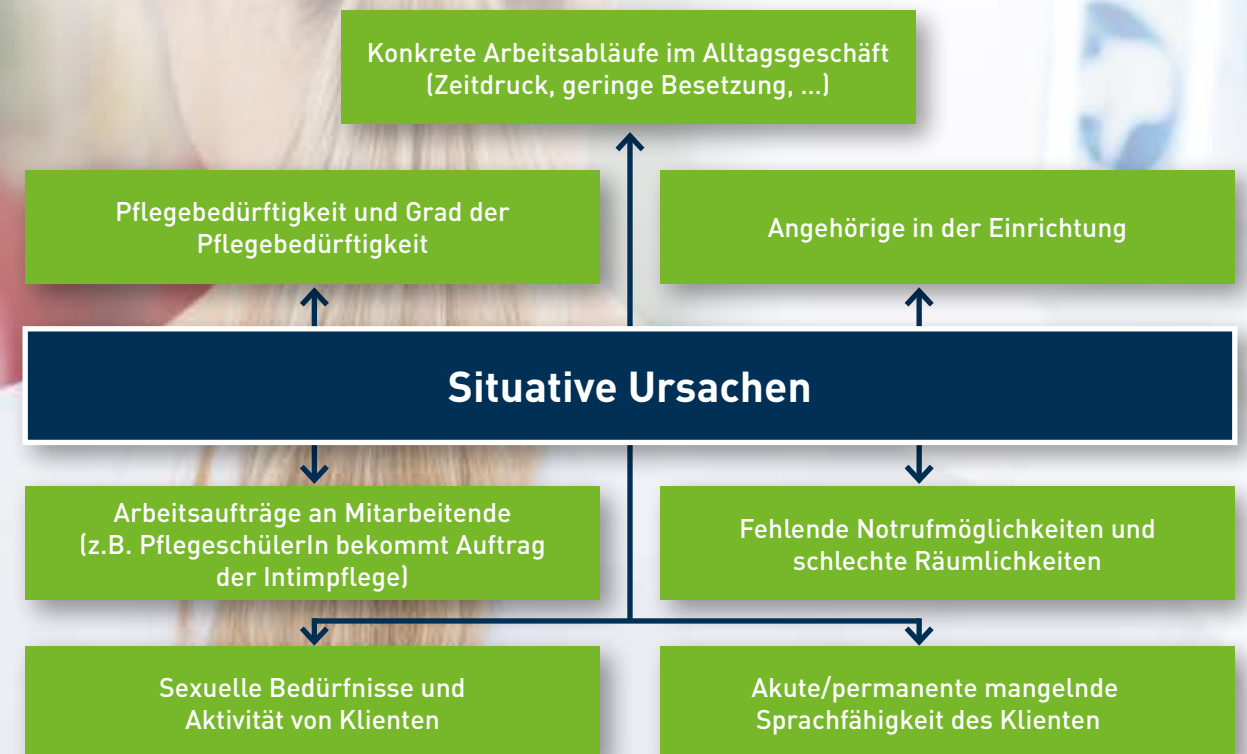 Konkrete Arbeitsabläufe im Alltagsgeschäft
(Zeitdruck, geringe Besetzung, ...)
Pflegebedürftigkeit und Grad der
Pflegebedürftigkeit
Angehörige in der Einrichtung
Situative Ursachen
Arbeitsaufträge an Mitarbeitende
(z.B. PflegeschülerIn bekommt Auftrag
der Intimpflege)
Fehlende Notrufmöglichkeiten und
schlechte Räumlichkeiten
Sexuelle Bedürfnisse und
Aktivität von Klienten
Akute/permanente mangelnde
Sprachfähigkeit des Klienten